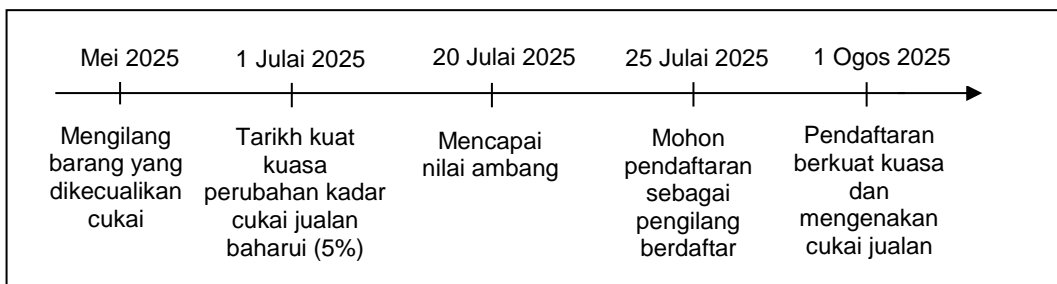 Mei 2025
1 Julai 2025
20 Julai 2025
25 Julai 2025
1 Ogos 2025
Mengilang
barang yang
dikecualikan
cukai
Tarikh kuat
kuasa
perubahan kadar
cukai jualan
baharui (5%)
Mencapai
nilai ambang
Mohon
pendaftaran
sebagai
pengilang
berdaftar
Pendaftaran
berkuat kuasa
dan
mengenakan
cukai jualan